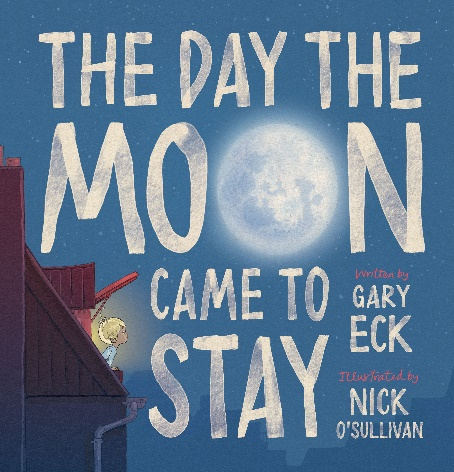 THE DAY THE
MOON
CAME TO
STAY
Written by
GARY
ECK
Illustrated by
NICK
O'SULLIVAN